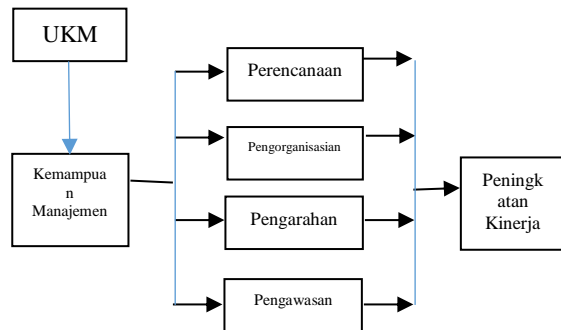 UKM
Perencanaan
Pengorganisasian
Kemampua
n
Manajemen
Pengarahan
Pengawasan
Peningk
atan
Kinerja